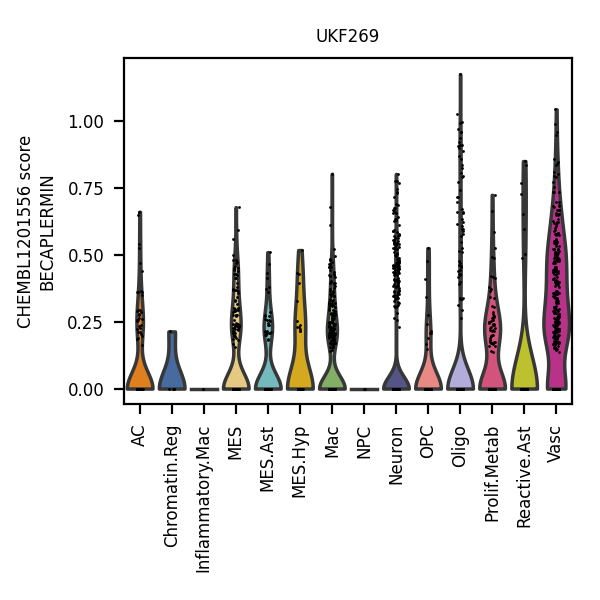 UKF269
CHEMBL1201556 score
BECAPLERMIN
1.00
0.75
0.50
0.25
0.00
AC
Chromatin.Reg
Inflammatory.Mac
MES
MES.Ast
MES.Hyp
Mac
NPC
Neuron
OPC
Oligo
Prolif.Metab
Reactive.Ast
Vasc